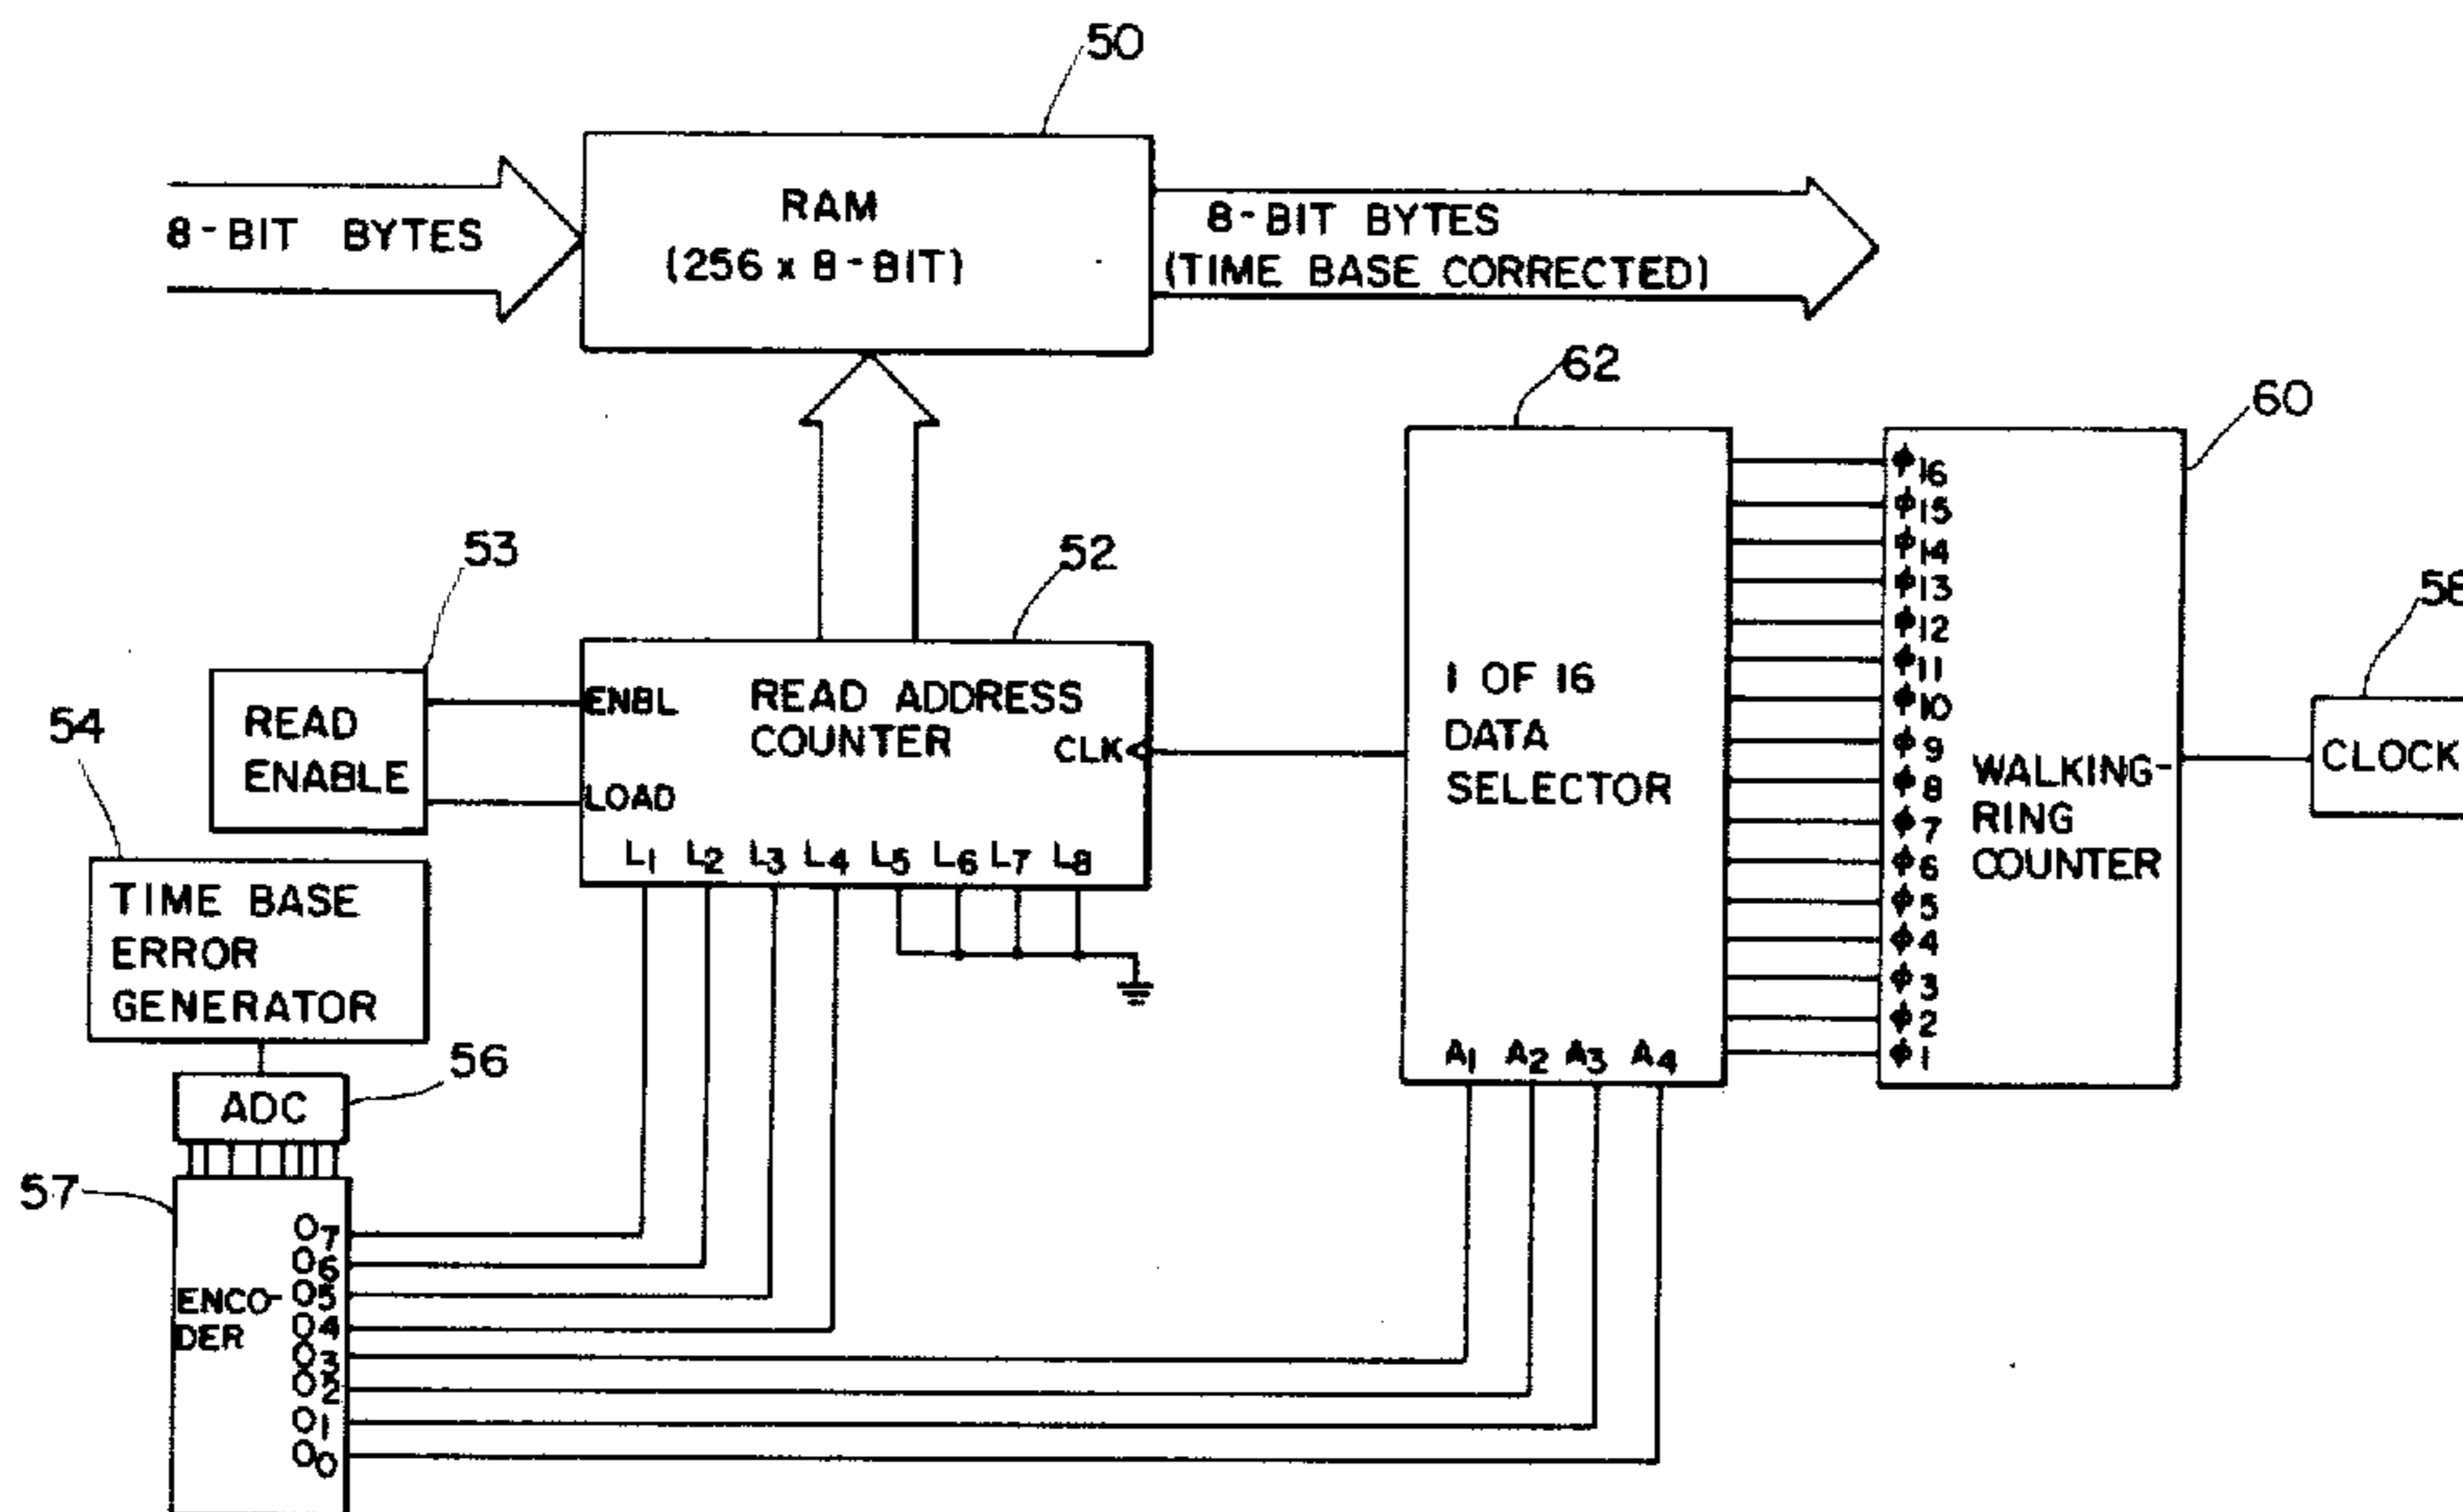 50
RAM
(256 x 8-BIT)
8-BIT BYTES
8-BIT BYTES
(TIME BASE CORRECTED)
62
60
53
52
58
54
READ
ENABLE
ENBL
LOAD
READ ADDRESS
COUNTER
CLK
L1 L2 L3 L4 L5 L6 L7 L8
1 OF 16
DATA
SELECTOR
A1 A2 A3 A4
ϕ16
ϕ15
ϕ14
ϕ13
ϕ12
ϕ11
ϕ10
ϕ9
ϕ8
ϕ7
ϕ6
ϕ5
ϕ4
ϕ3
ϕ2
ϕ1
WALKING-
RING
COUNTER
CLOCK
TIME BASE
ERROR
GENERATOR
56
ADC
57
ENCO-
DER
O7
O6
O5
O4
O3
O2
O1
O0